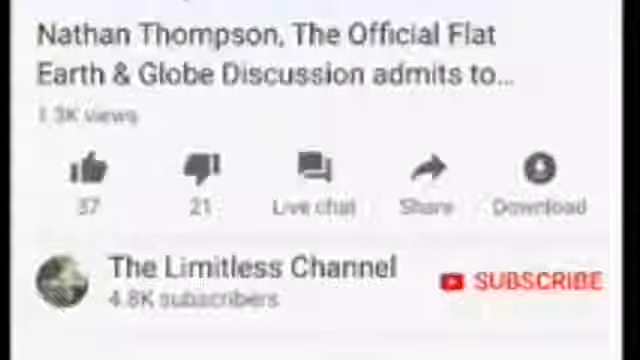 Nathan Thompson, The Official Flat
Earth & Globe Discussion admits to...
1.3K views
37 21 Live chat Share Download
The Limitless Channel
4.8K subscribers
SUBSCRIBE